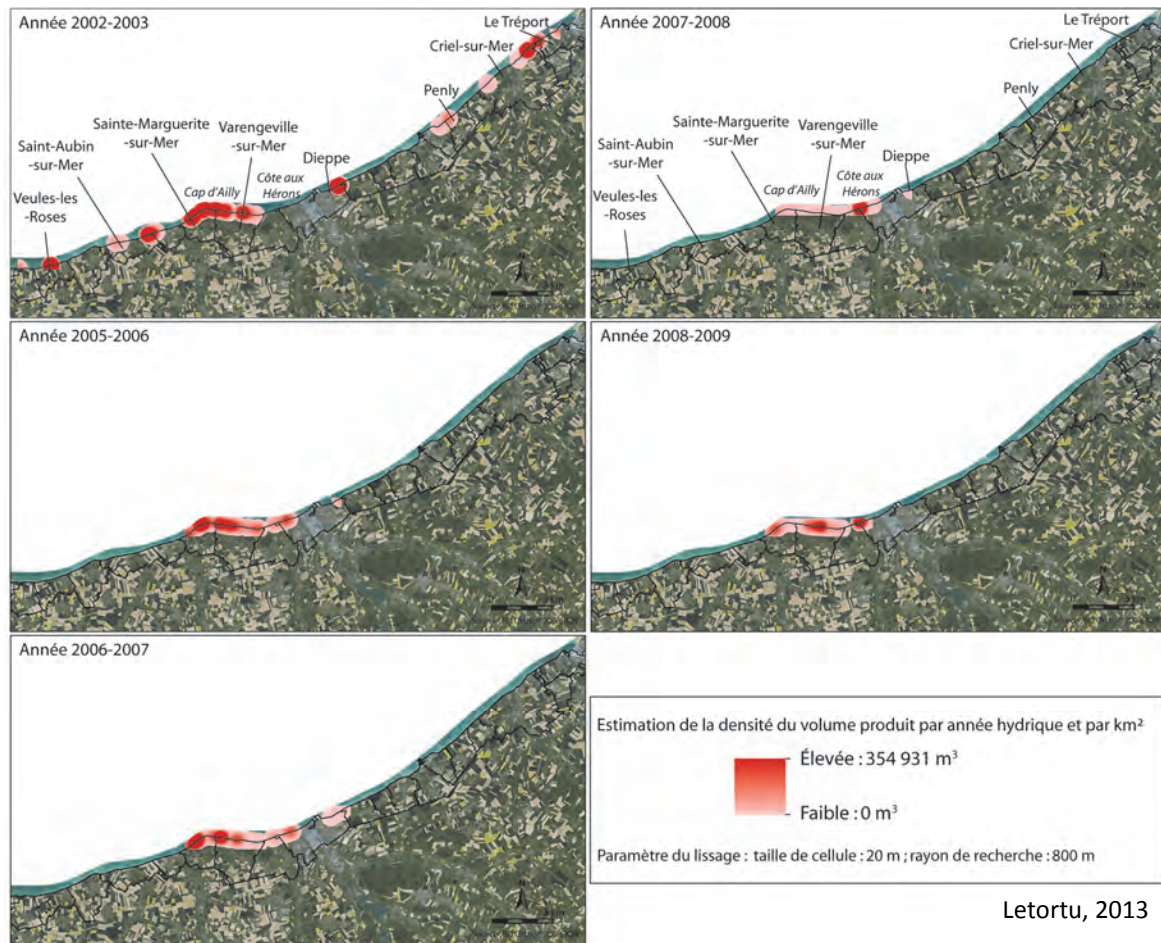 Année 2002-2003
Le Tréport
Criel-sur-Mer
Penly
Sainte-Marguerite
-sur-Mer
Varengeville
-sur-Mer
Saint-Aubin
-sur-Mer
Dieppe
Cap d'Ailly
Côte aux
Hérons
Veules-les
-Roses
N
Année 2007-2008
Le Tréport
Criel-sur-Mer
Penly
Sainte-Marguerite
-sur-Mer
Varengeville
-sur-Mer
Saint-Aubin
-sur-Mer
Dieppe
Cap d'Ailly
Côte aux
Hérons
Veules-les
-Roses
N
Année 2005-2006
N
Année 2008-2009
N
Année 2006-2007
N
Estimation de la densité du volume produit par année hydrique et par km²
Élevée : 354 931 m³
Faible : 0 m³
Paramètre du lissage : taille de cellule : 20 m ; rayon de recherche : 800 m
Letortu, 2013